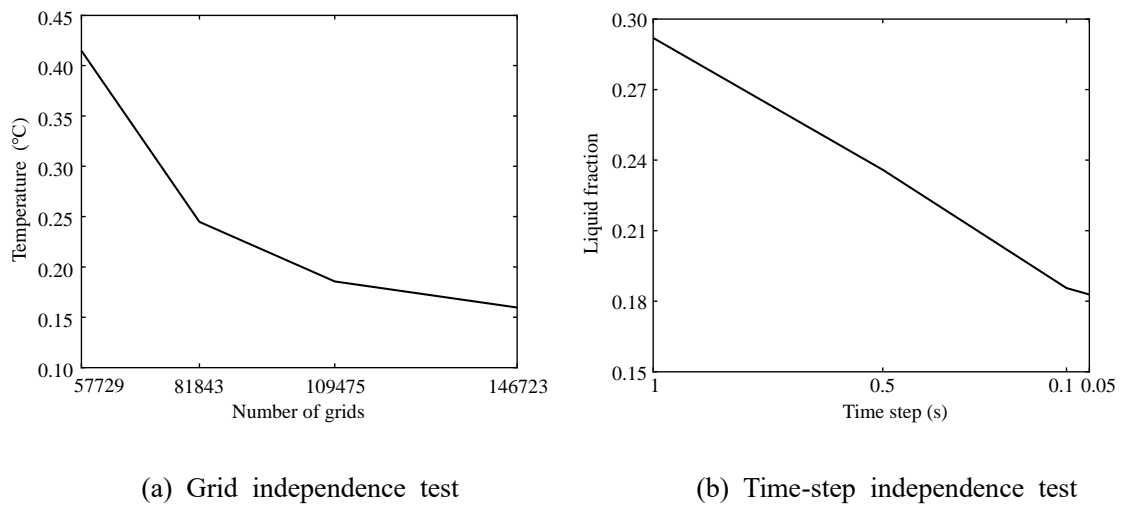 0.45
0.40
0.35
0.30
0.25
0.20
0.15
0.10
Temperature (°C)
57729 81843 109475 146723
Number of grids
(a) Grid independence test
0.30
0.27
0.24
0.21
0.18
0.15
Liquid fraction
1 0.5 0.1 0.05
Time step (s)
(b) Time-step independence test